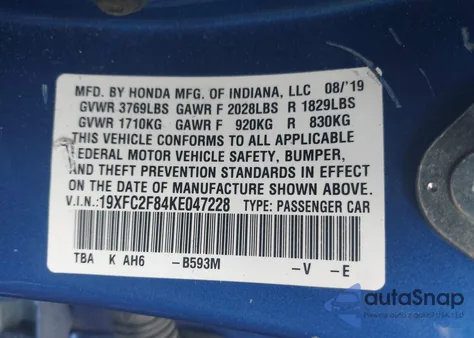 MFD. BY HONDA MFG. OF INDIANA, LLC 08/'19
GVWR 3769LBS GAWR F 2028LBS R 1829LBS
GVWR 1710KG GAWR F 920KG R 830KG
THIS VEHICLE CONFORMS TO ALL APPLICABLE
FEDERAL MOTOR VEHICLE SAFETY, BUMPER,
AND THEFT PREVENTION STANDARDS IN EFFECT
ON THE DATE OF MANUFACTURE SHOWN ABOVE.
V.I.N.:19XFC2F84KE047228 TYPE: PASSENGER CAR
TBA K AH6 -B593M -V -E
autoSnap